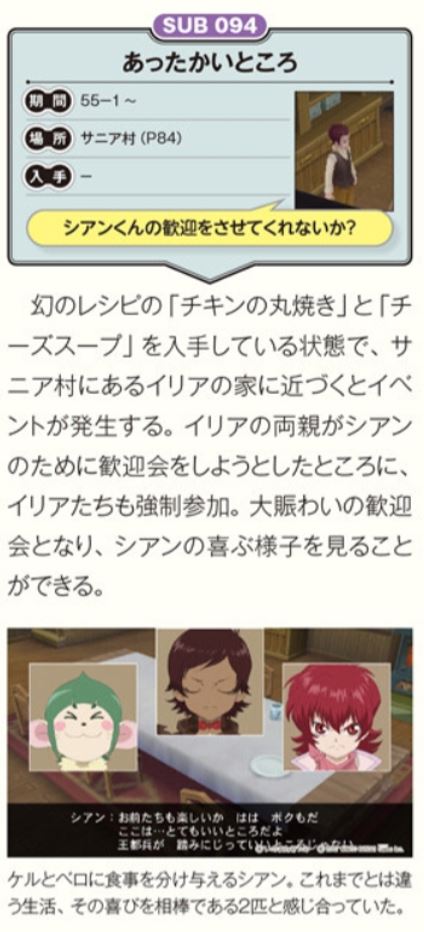 SUB 094
あったかいところ
期間 55−1～
場所 サニア村（P84）
入手 −
シアンくんの歓迎をさせてくれないか？
幻のレシピの「チキンの丸焼き」と「チ
ーズスープ」を入手している状態で、サ
ニア村にあるイリアの家に近づくとイベ
ントが発生する。イリアの両親がシアン
のために歓迎会をしようとしたところに、
イリアたちも強制参加。大賑わいの歓迎
会となり、シアンの喜ぶ様子を見ること
ができる。
シアン：お前たちも楽しいか　はは　ボクもだ
ここは…とてもいいところだよ
王都兵が　踏みにじっていいところじゃない
ケルとベロに食事を分け与えるシアン。これまでとは違
う生活、その喜びを相棒である2匹と感じ合っていた。